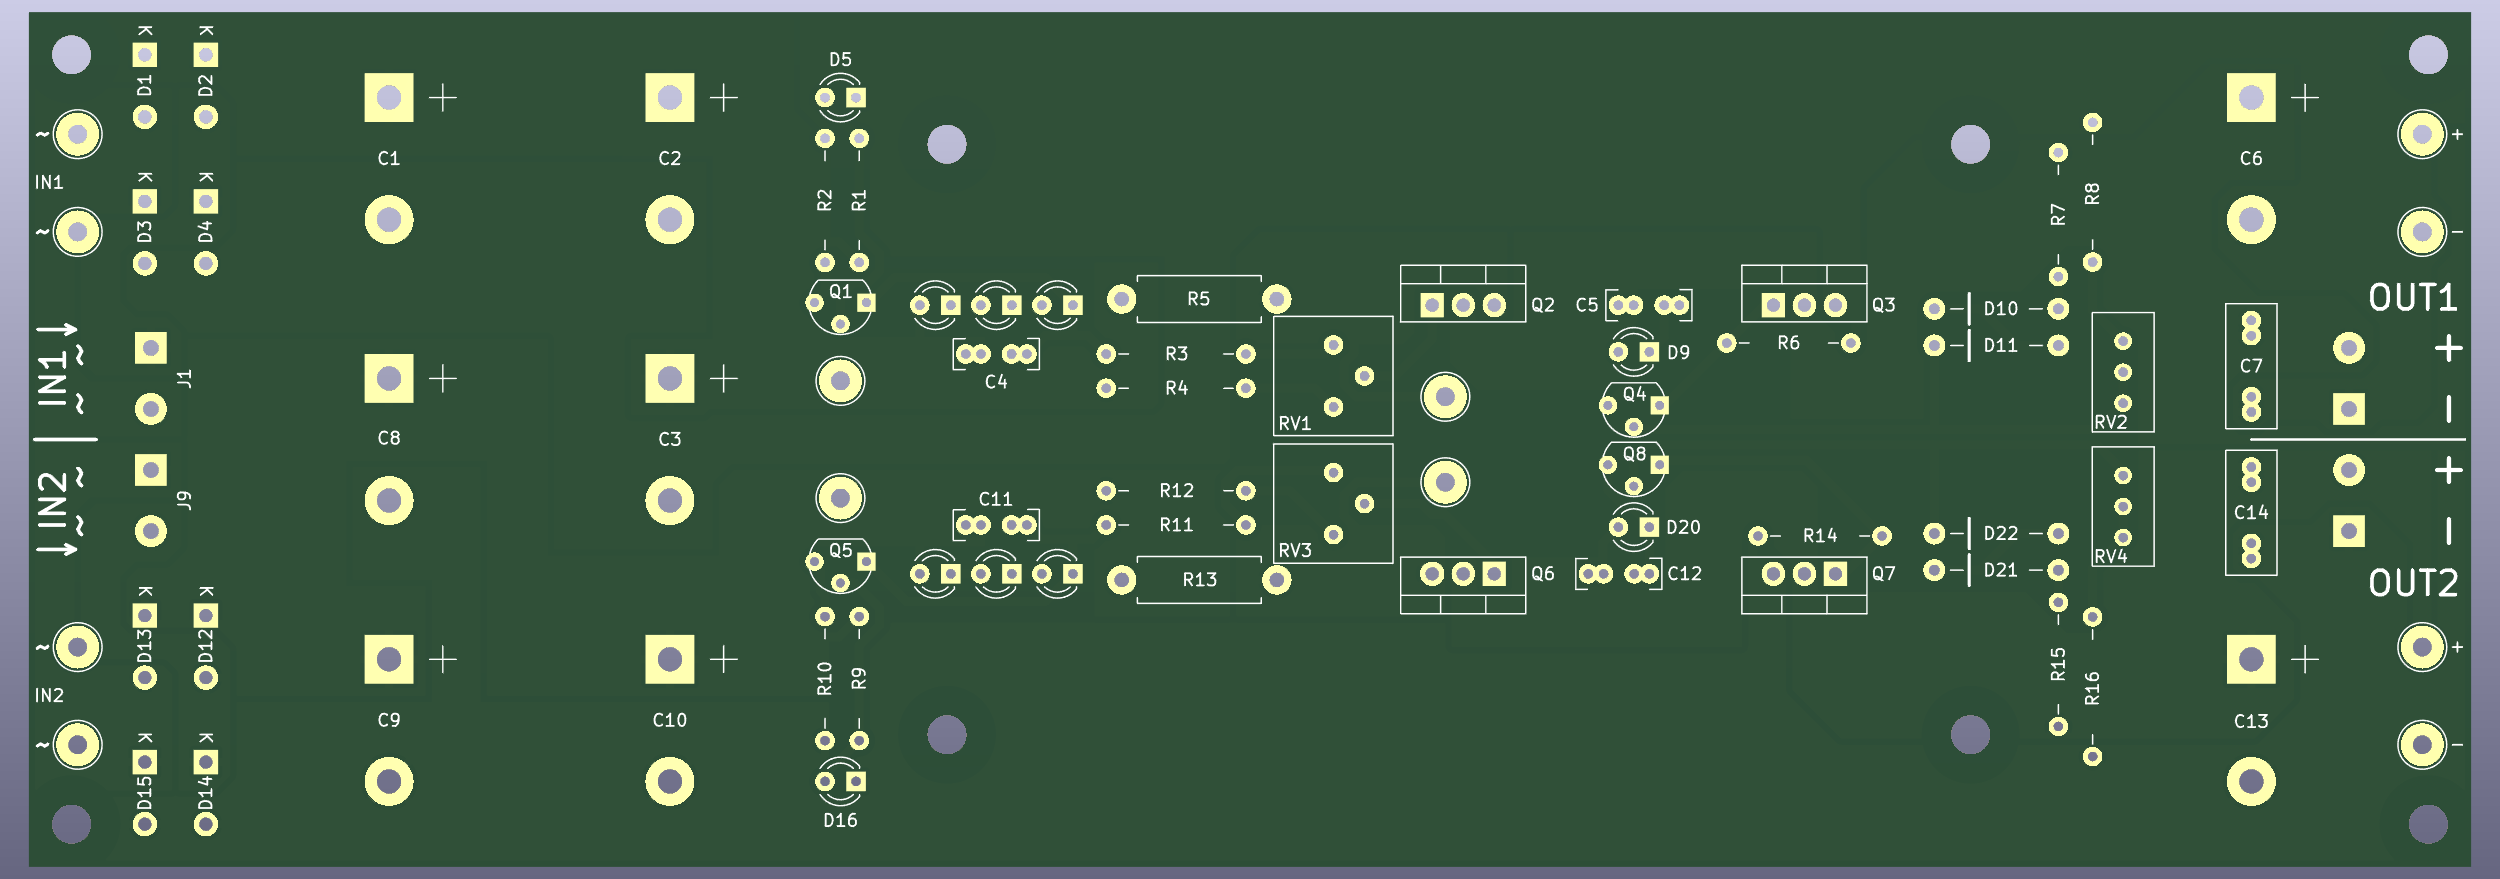 K K
D1 D2
D5
~
C1 C2
C6
+
IN1
K K
R2 R1
R7 R8
~
D3 D4
−
Q1
R5
Q2
C5
Q3
D10
OUT1
IN1 ~ ~
J1
R3
R4
C4
RV1
D9
R6
D11
RV2
C7
+
−
Q4
C8 C3
Q8
IN2 ~ ~
J9
C11
R12
R11
RV3
D20
R14
D22
RV4
C14
+
−
Q5
R13
Q6
C12
Q7
D21
OUT2
K K
D13 D12
~
R10 R9
R15 R16
+
IN2
C9 C10
C13
K K
~
−
D15 D14
D16